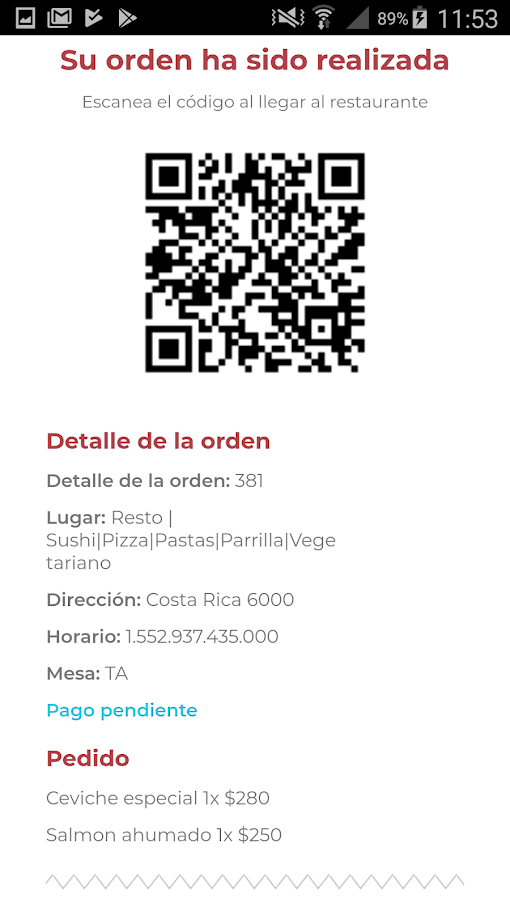 89% 11:53
Su orden ha sido realizada
Escanea el código al llegar al restaurante
Detalle de la orden
Detalle de la orden: 381
Lugar: Resto |
Sushi|Pizza|Pastas|Parrilla|Vege
tariano
Dirección: Costa Rica 6000
Horario: 1.552.937.435.000
Mesa: TA
Pago pendiente
Pedido
Ceviche especial 1x $280
Salmon ahumado 1x $250